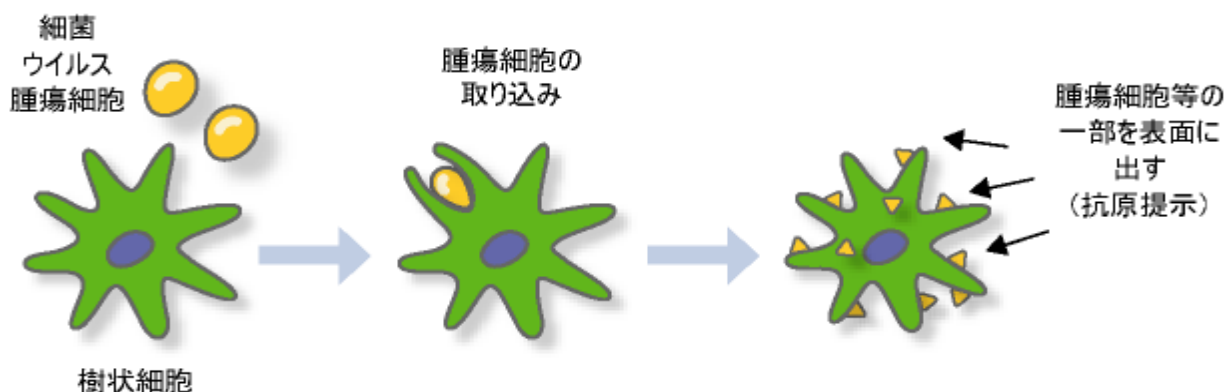 細菌
ウイルス
腫瘍細胞
樹状細胞
腫瘍細胞の
取り込み
腫瘍細胞等の
一部を表面に
出す
（抗原提示）